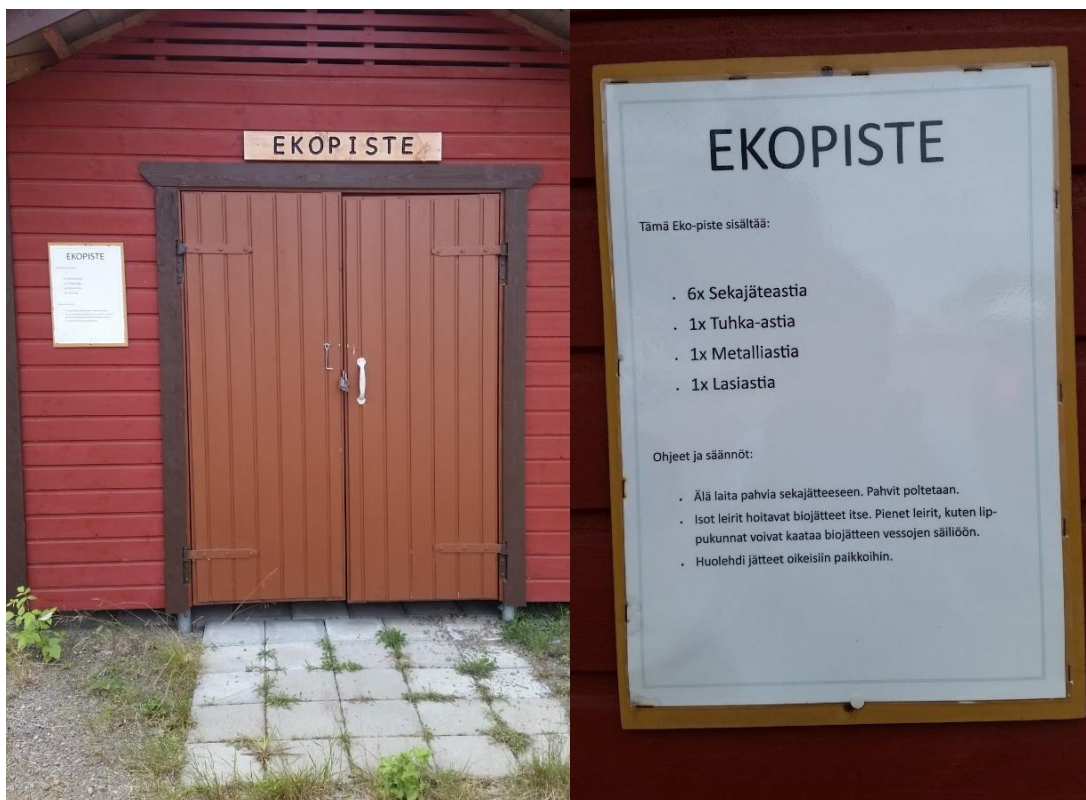 EKOPISTE
EKOPISTE
EKOPISTE
Tämä Eko-piste sisältää:
. 6x Sekajäteastia
. 1x Tuhka-astia
. 1x Metalliastia
. 1x Lasiastia
Ohjeet ja säännöt:
. Älä laita pahvia sekajätteeseen. Pahvit poltetaan.
. Isot leirit hoitavat biojätteet itse. Pienet leirit, kuten lip-
pukunnat voivat kaataa biojätteen vessojen säiliöön.
. Huolehdi jätteet oikeisiin paikkoihin.